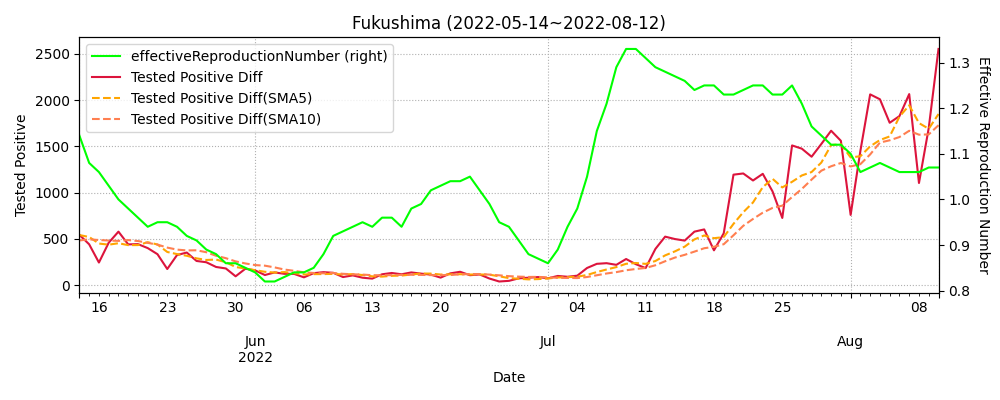 Fukushima (2022-05-14~2022-08-12)
effectiveReproductionNumber (right)
Tested Positive Diff
Tested Positive Diff(SMA5)
Tested Positive Diff(SMA10)
Tested Positive
2500
2000
1500
1000
500
0
1.3
1.2
1.1
1.0
0.9
0.8
Effective Reproduction Number
16 23 30 06 13 20 27 04 11 18 25 08
Jun Jul Aug
2022
Date